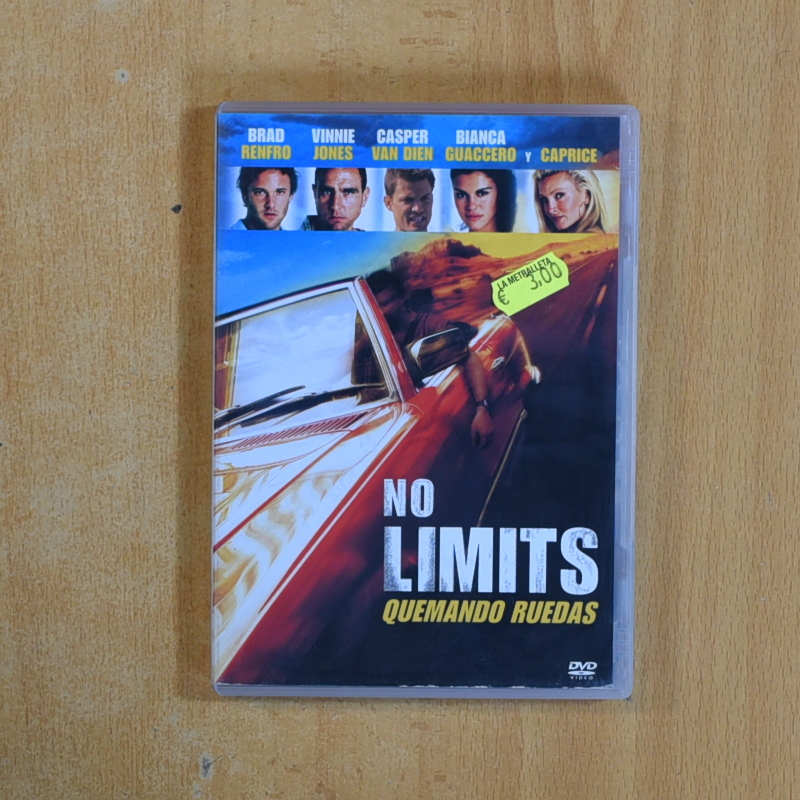 BRAD VINNIE CASPER BIANCA
RENFRO JONES VAN DIEN GUACCERO Y CAPRICE
LA METRALLETA
€ 3,00
NO
LIMITS
QUEMANDO RUEDAS
DVD
VIDEO